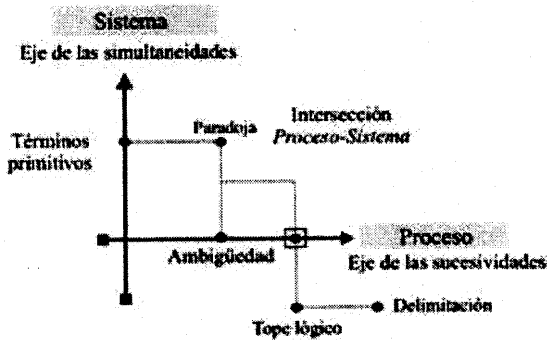 Sistema
Eje de las simultaneidades
Términos
primitivos
Paradoja
Intersección
Proceso-Sistema
Ambigüedad
Proceso
Eje de las sucesividades
Tope lógico
Delimitación